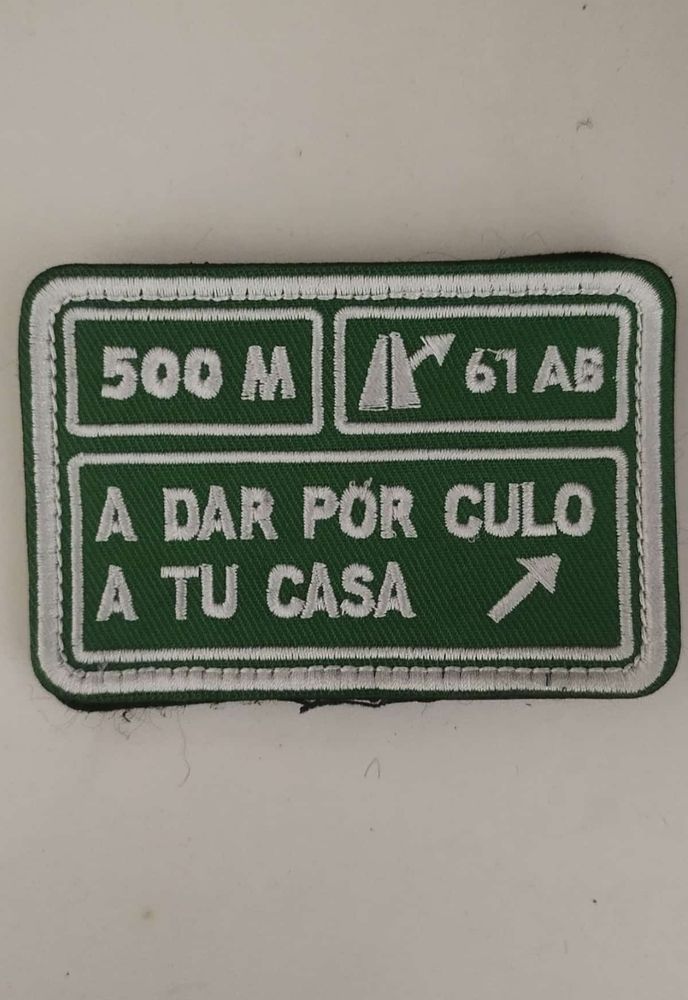 500 M
61 AB
A DAR POR CULO
A TU CASA